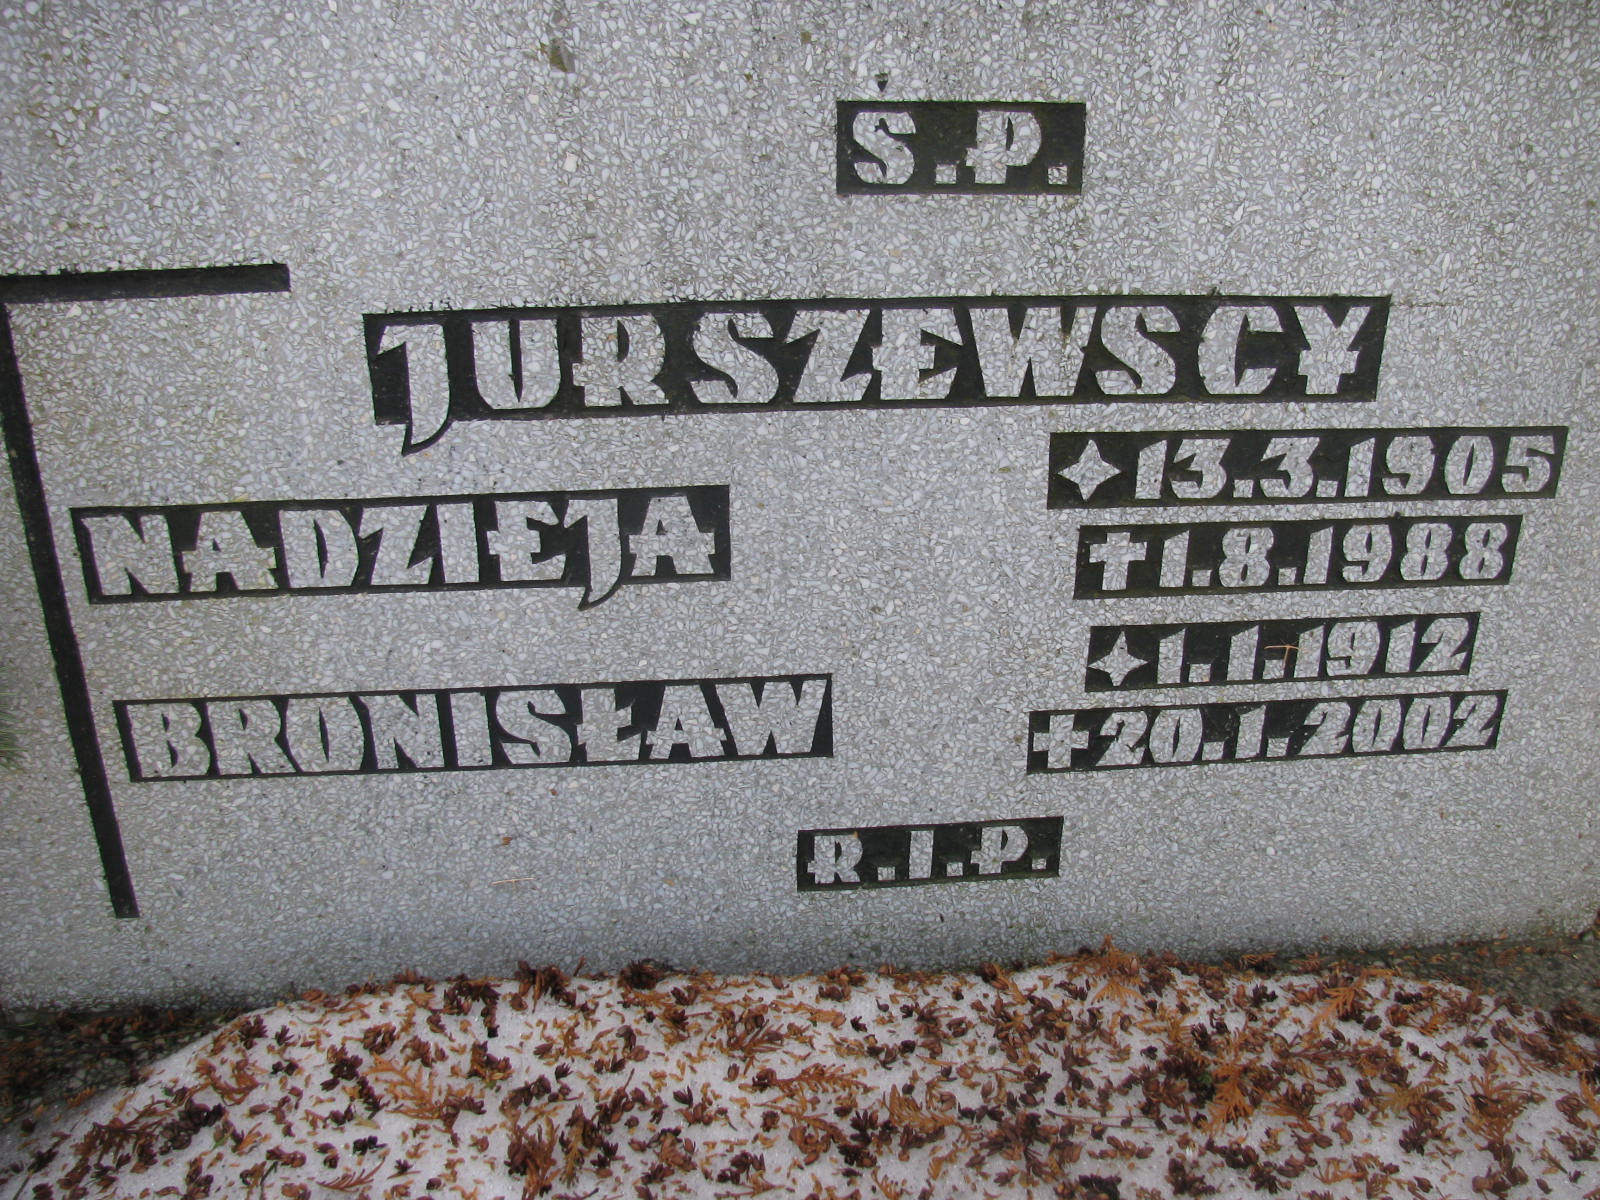 Ś.P.
JURSZEWSCY
NADZIEJA
✧13.3.1905
✝1.8.1988
BRONISŁAW
✧1.1.1912
✝20.1.2002
R.I.P.